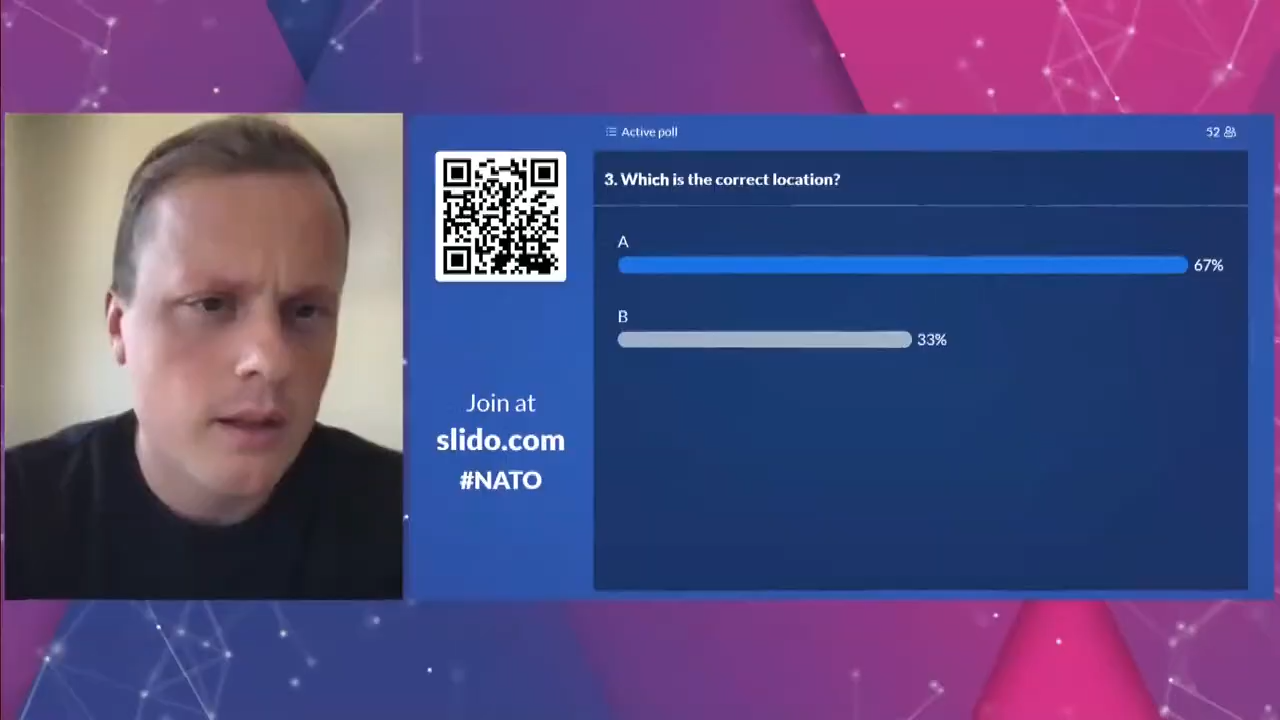 Active poll
52
3. Which is the correct location?
A
67%
B
33%
Join at
slido.com
#NATO